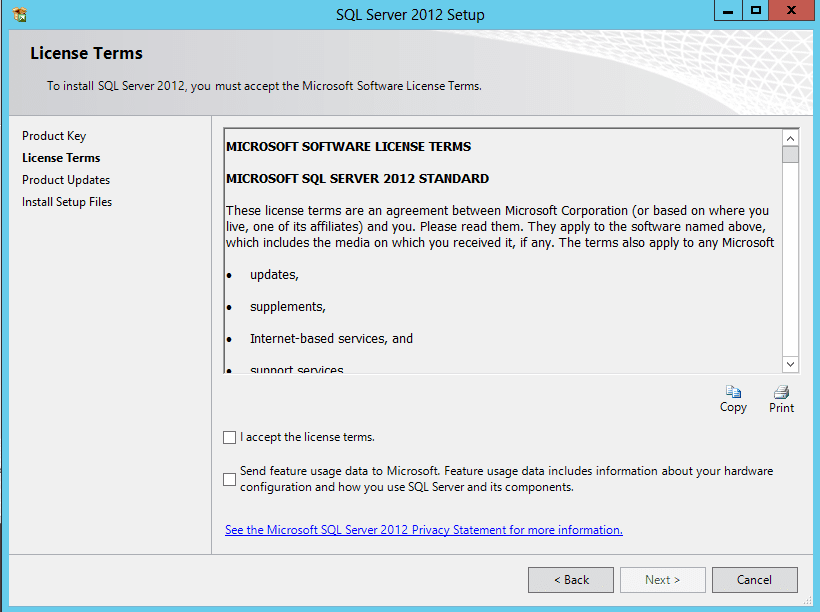 SQL Server 2012 Setup
License Terms
To install SQL Server 2012, you must accept the Microsoft Software License Terms.
Product Key
License Terms
Product Updates
Install Setup Files
MICROSOFT SOFTWARE LICENSE TERMS
MICROSOFT SQL SERVER 2012 STANDARD
These license terms are an agreement between Microsoft Corporation (or based on where you
live, one of its affiliates) and you. Please read them. They apply to the software named above,
which includes the media on which you received it, if any. The terms also apply to any Microsoft
• updates,
• supplements,
• Internet-based services, and
• support services
Copy
Print
I accept the license terms.
Send feature usage data to Microsoft. Feature usage data includes information about your hardware
configuration and how you use SQL Server and its components.
See the Microsoft SQL Server 2012 Privacy Statement for more information.
< Back
Next >
Cancel